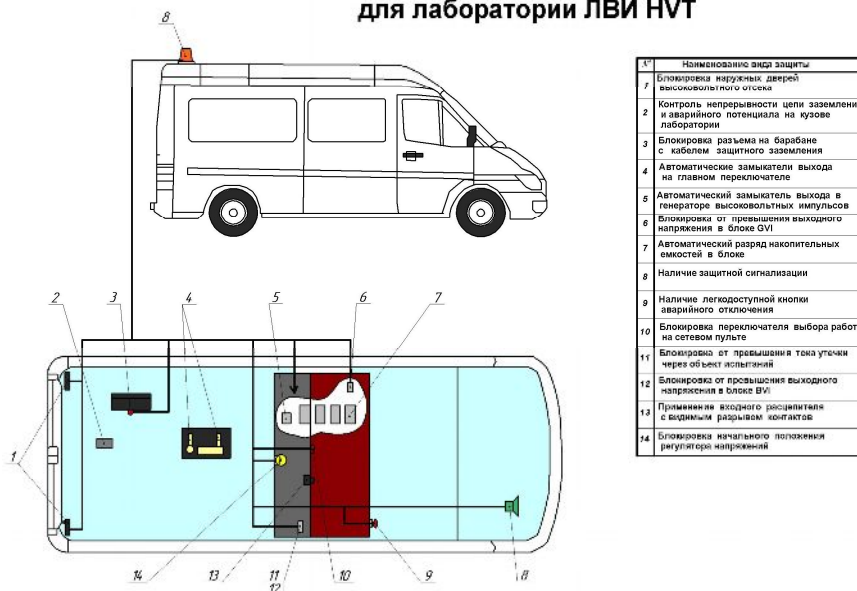 для лаборатории ЛВИ HVT
8
№ Наименование вида защиты
1 Блокировка наружных дверей
высоковольтного отсека
2 Контроль непрерывности цепи заземлени
и аварийного потенциала на кузове
лаборатории
3 Блокировка разъема на барабане
с кабелем защитного заземления
4 Автоматические замыкатели выхода
на главном переключателе
5 Автоматический замыкатель выхода в
генераторе высоковольтных импульсов
6 Блокировка от превышения выходного
напряжения в блоке GVI
7 Автоматический разряд накопительных
емкостей в блоке
8 Наличие защитной сигнализации
9 Наличие легкодоступной кнопки
аварийного отключения
10 Блокировка переключателя выбора работ
на сетевом пульте
11 Блокировка от превышения тока утечки
через объект испытаний
12 Блокировка от превышения выходного
напряжения в блоке BVI
13 Применение входного расцепителя
с видимым разрывом контактов
14 Блокировка начального положения
регулятора напряжений
2 3 4 5 6 7
1
14 13 11 10 9 8
12